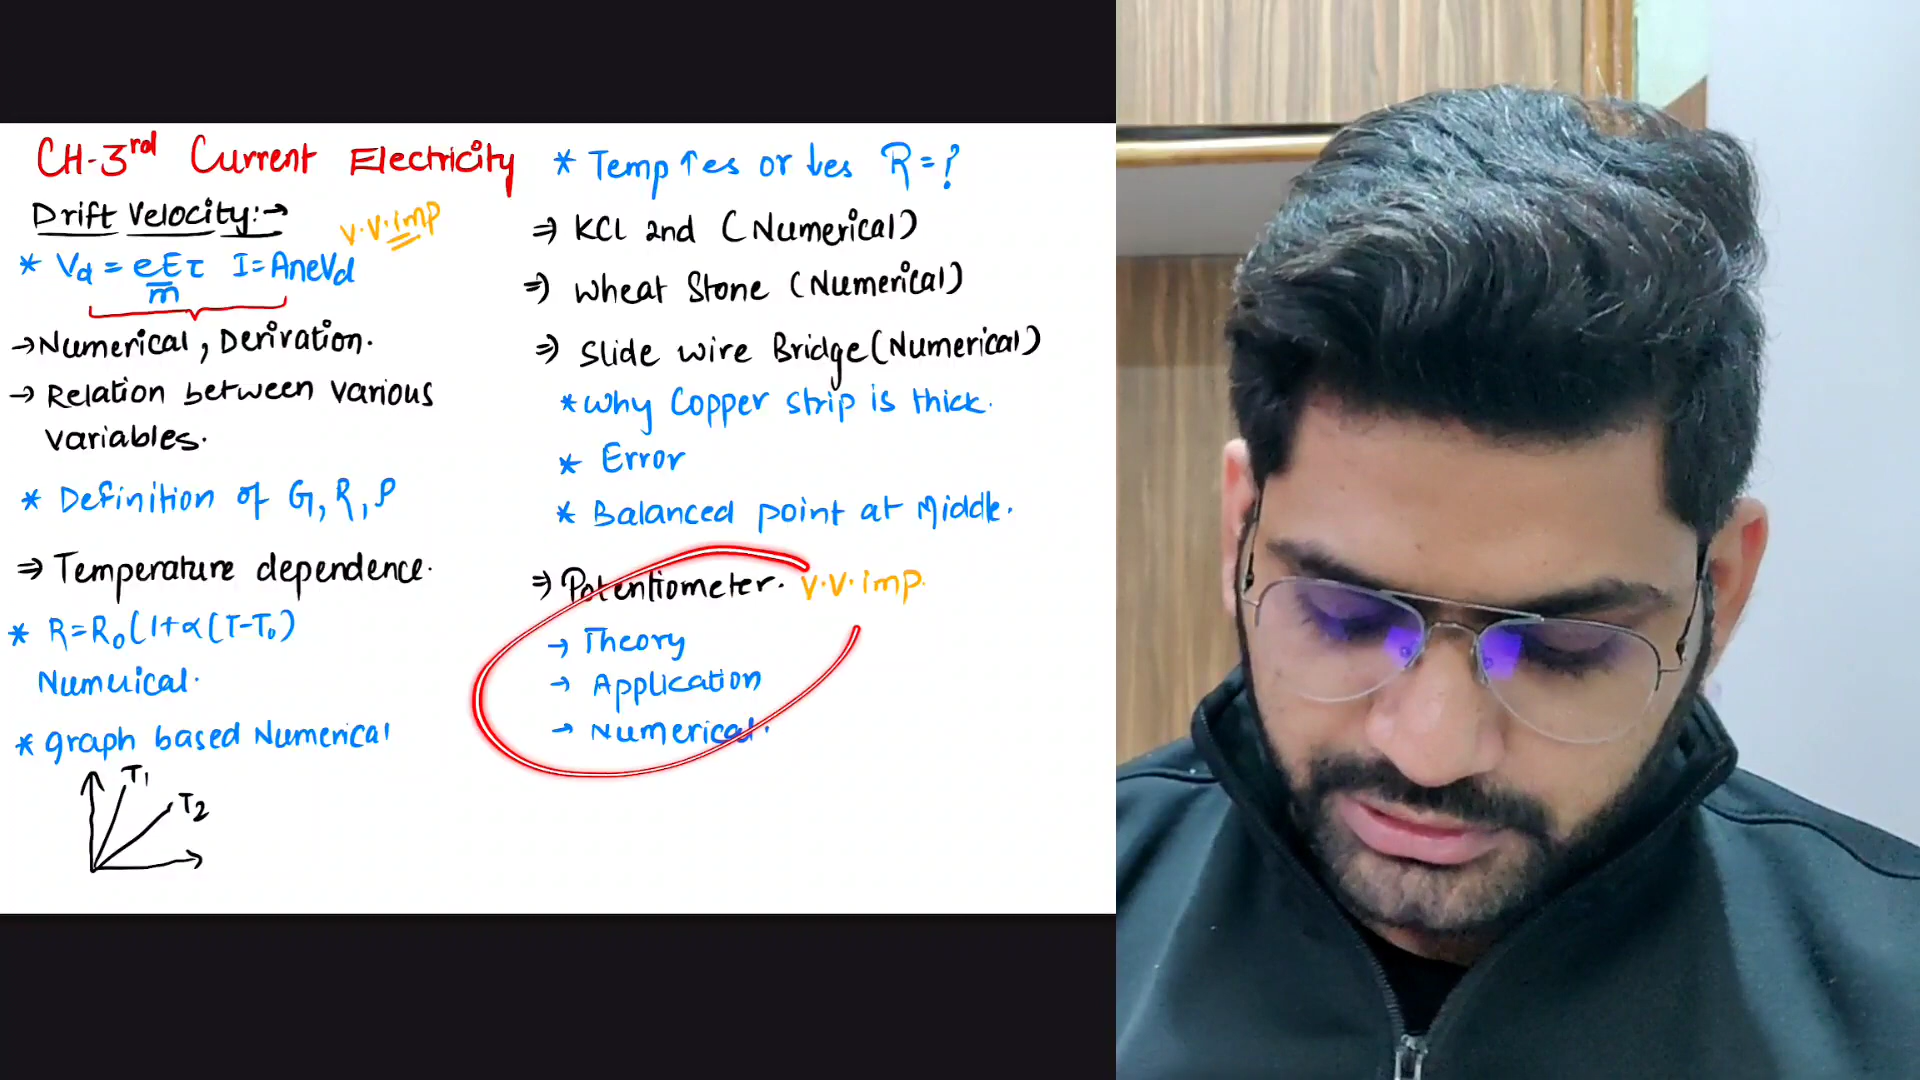 CH-3rd Current Electricity
Drift Velocity:→
v.v.imp
* Vd = eEτ/m I=AneVd
→Numerical, Derivation.
→ Relation between various
variables.
* Definition of G, R, ρ
⇒ Temperature dependence.
* R=R₀(1+α(T-T₀)
Numerical.
* graph based Numerical
T₁
T₂
* Temp ↑es or ↓es R=?
⇒ KCL 2nd (Numerical)
⇒ Wheat Stone (Numerical)
⇒ Slide wire Bridge(Numerical)
*why Copper strip is thick.
* Error
* Balanced point at Middle.
⇒ Potentiometer. v.v.imp.
→ Theory
→ Application
→ Numerical.